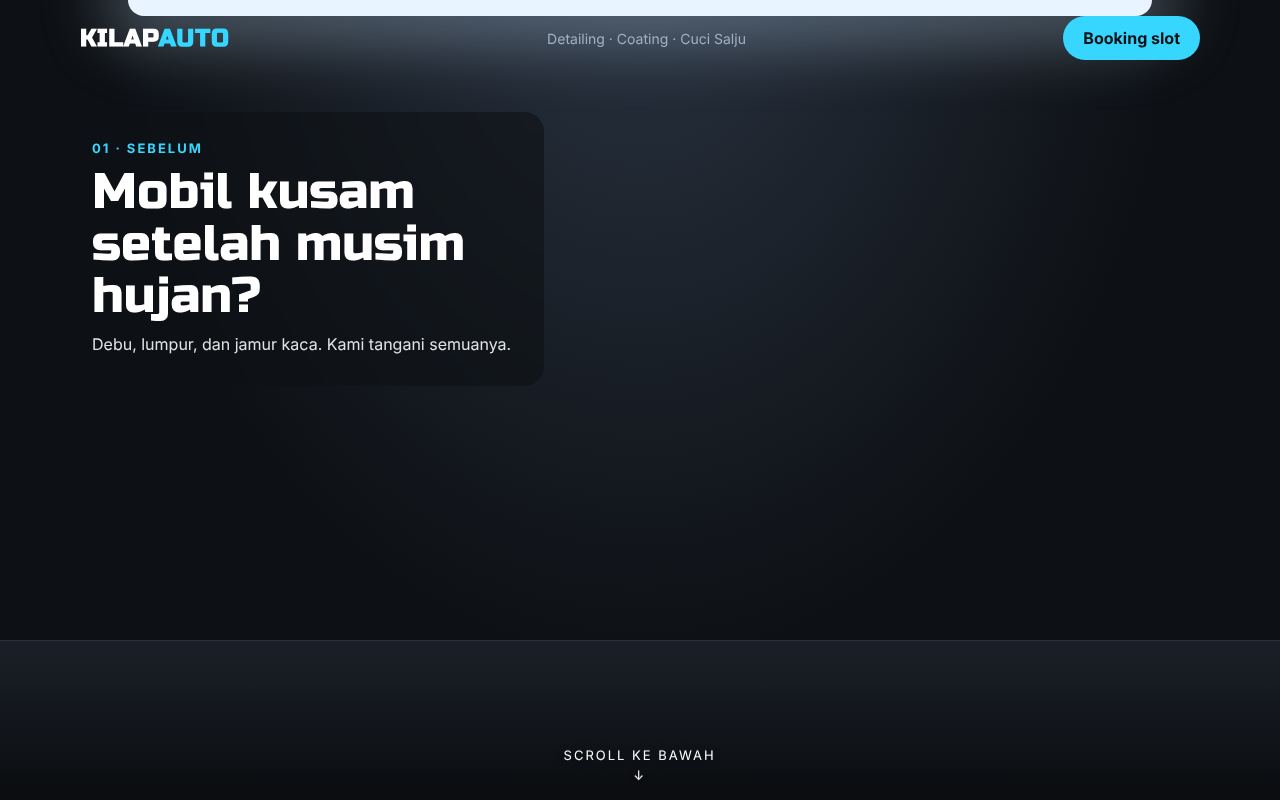 KILAPAUTO
Detailing · Coating · Cuci Salju
Booking slot
01 · SEBELUM
Mobil kusam
setelah musim
hujan?
Debu, lumpur, dan jamur kaca. Kami tangani semuanya.
SCROLL KE BAWAH
↓